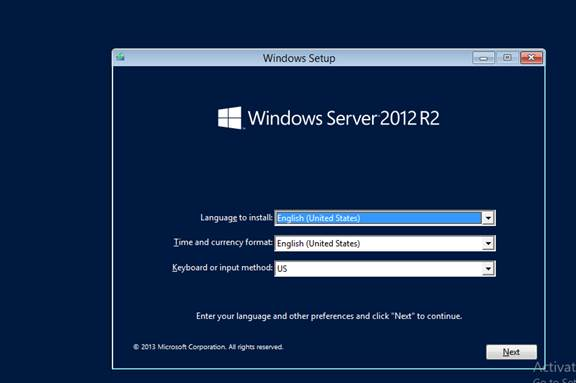 Windows Setup
Windows Server 2012 R2
Language to install: English (United States)
Time and currency format: English (United States)
Keyboard or input method: US
Enter your language and other preferences and click "Next" to continue.
© 2013 Microsoft Corporation. All rights reserved.
Next
Activat
Go to Set